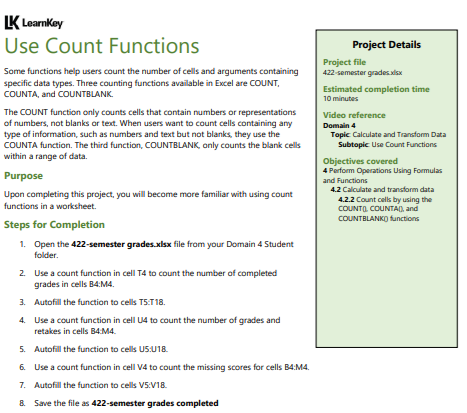 LK LearnKey
Use Count Functions
Some functions help users count the number of cells and arguments containing
specific data types. Three counting functions available in Excel are COUNT,
COUNTA, and COUNTBLANK.
The COUNT function only counts cells that contain numbers or representations
of numbers, not blanks or text. When users want to count cells containing any
type of information, such as numbers and text but not blanks, they use the
COUNTA function. The third function, COUNTBLANK, only counts the blank cells
within a range of data.
Purpose
Upon completing this project, you will become more familiar with using count
functions in a worksheet.
Steps for Completion
1. Open the 422-semester grades.xlsx file from your Domain 4 Student
folder.
2. Use a count function in cell T4 to count the number of completed
grades in cells B4:M4.
3. Autofill the function to cells T5:T18.
4. Use a count function in cell U4 to count the number of grades and
retakes in cells B4:M4.
5. Autofill the function to cells U5:U18.
6. Use a count function in cell V4 to count the missing scores for cells B4:M4.
7. Autofill the function to cells V5:V18.
8. Save the file as 422-semester grades completed
Project Details
Project file
422-semester grades.xlsx
Estimated completion time
10 minutes
Video reference
Domain 4
Topic: Calculate and Transform Data
Subtopic: Use Count Functions
Objectives covered
4 Perform Operations Using Formulas
and Functions
4.2 Calculate and transform data
4.2.2 Count cells by using the
COUNT(), COUNTA(), and
COUNTBLANK() functions